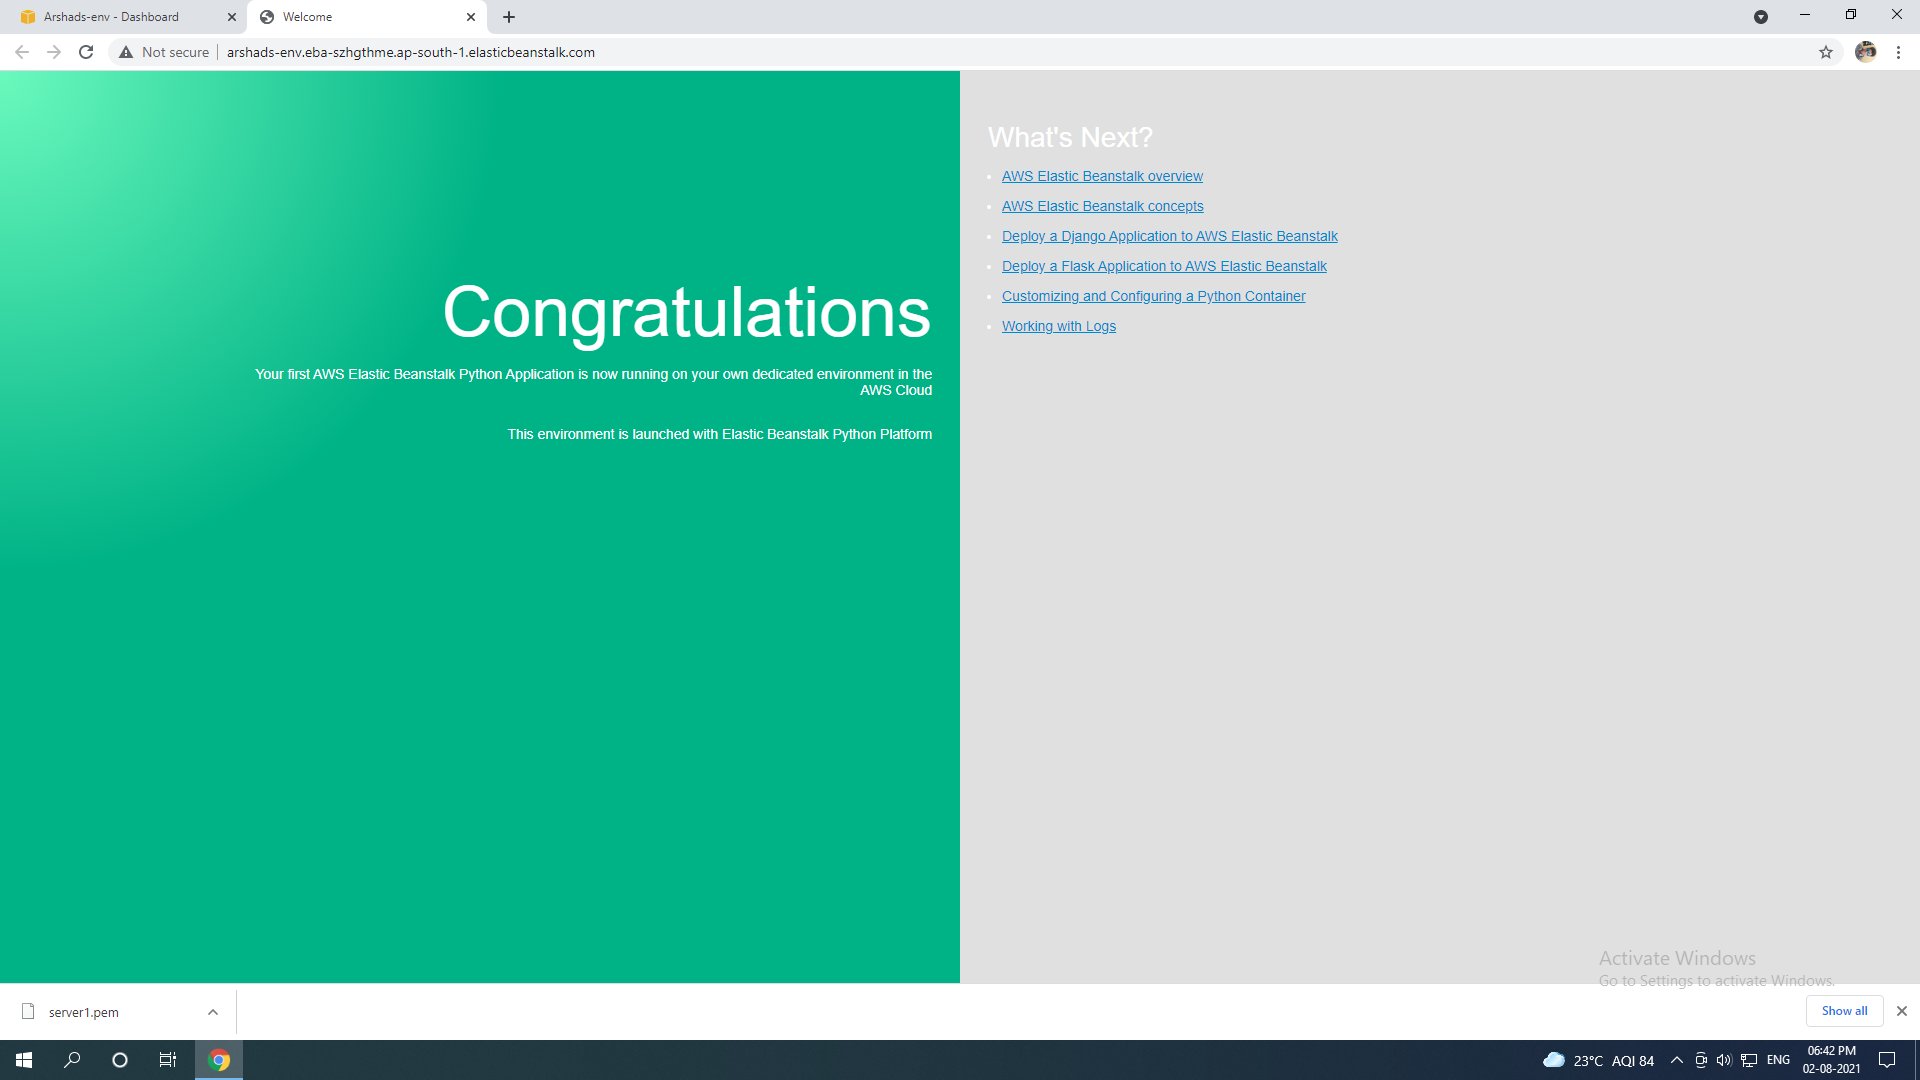 Arshads-env - Dashboard
Welcome
Not secure
arshads-env.eba-szhgthme.ap-south-1.elasticbeanstalk.com
Congratulations
Your first AWS Elastic Beanstalk Python Application is now running on your own dedicated environment in the
AWS Cloud
This environment is launched with Elastic Beanstalk Python Platform
What's Next?
AWS Elastic Beanstalk overview
AWS Elastic Beanstalk concepts
Deploy a Django Application to AWS Elastic Beanstalk
Deploy a Flask Application to AWS Elastic Beanstalk
Customizing and Configuring a Python Container
Working with Logs
Activate Windows
Go to Settings to activate Windows.
server1.pem
Show all
23°C AQI 84
ENG
06:42 PM
02-08-2021